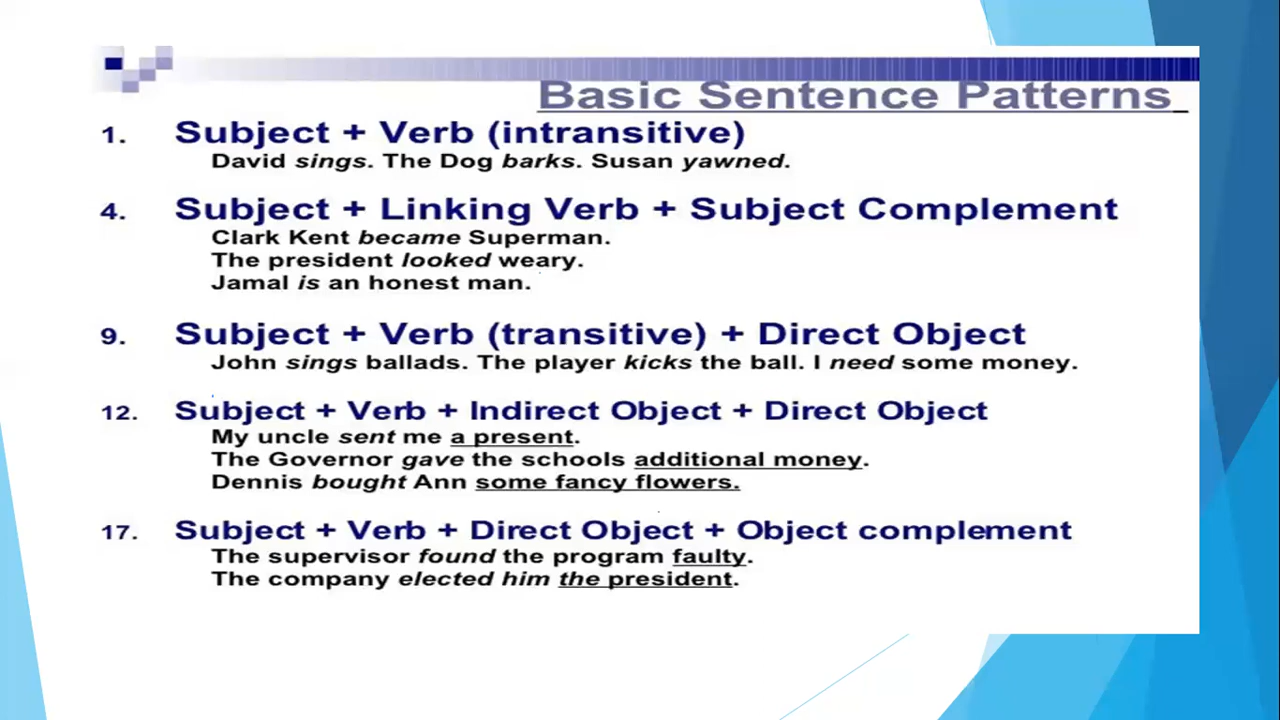 Basic Sentence Patterns
1. Subject + Verb (intransitive)
David sings. The Dog barks. Susan yawned.
4. Subject + Linking Verb + Subject Complement
Clark Kent became Superman.
The president looked weary.
Jamal is an honest man.
9. Subject + Verb (transitive) + Direct Object
John sings ballads. The player kicks the ball. I need some money.
12. Subject + Verb + Indirect Object + Direct Object
My uncle sent me a present.
The Governor gave the schools additional money.
Dennis bought Ann some fancy flowers.
17. Subject + Verb + Direct Object + Object complement
The supervisor found the program faulty.
The company elected him the president.